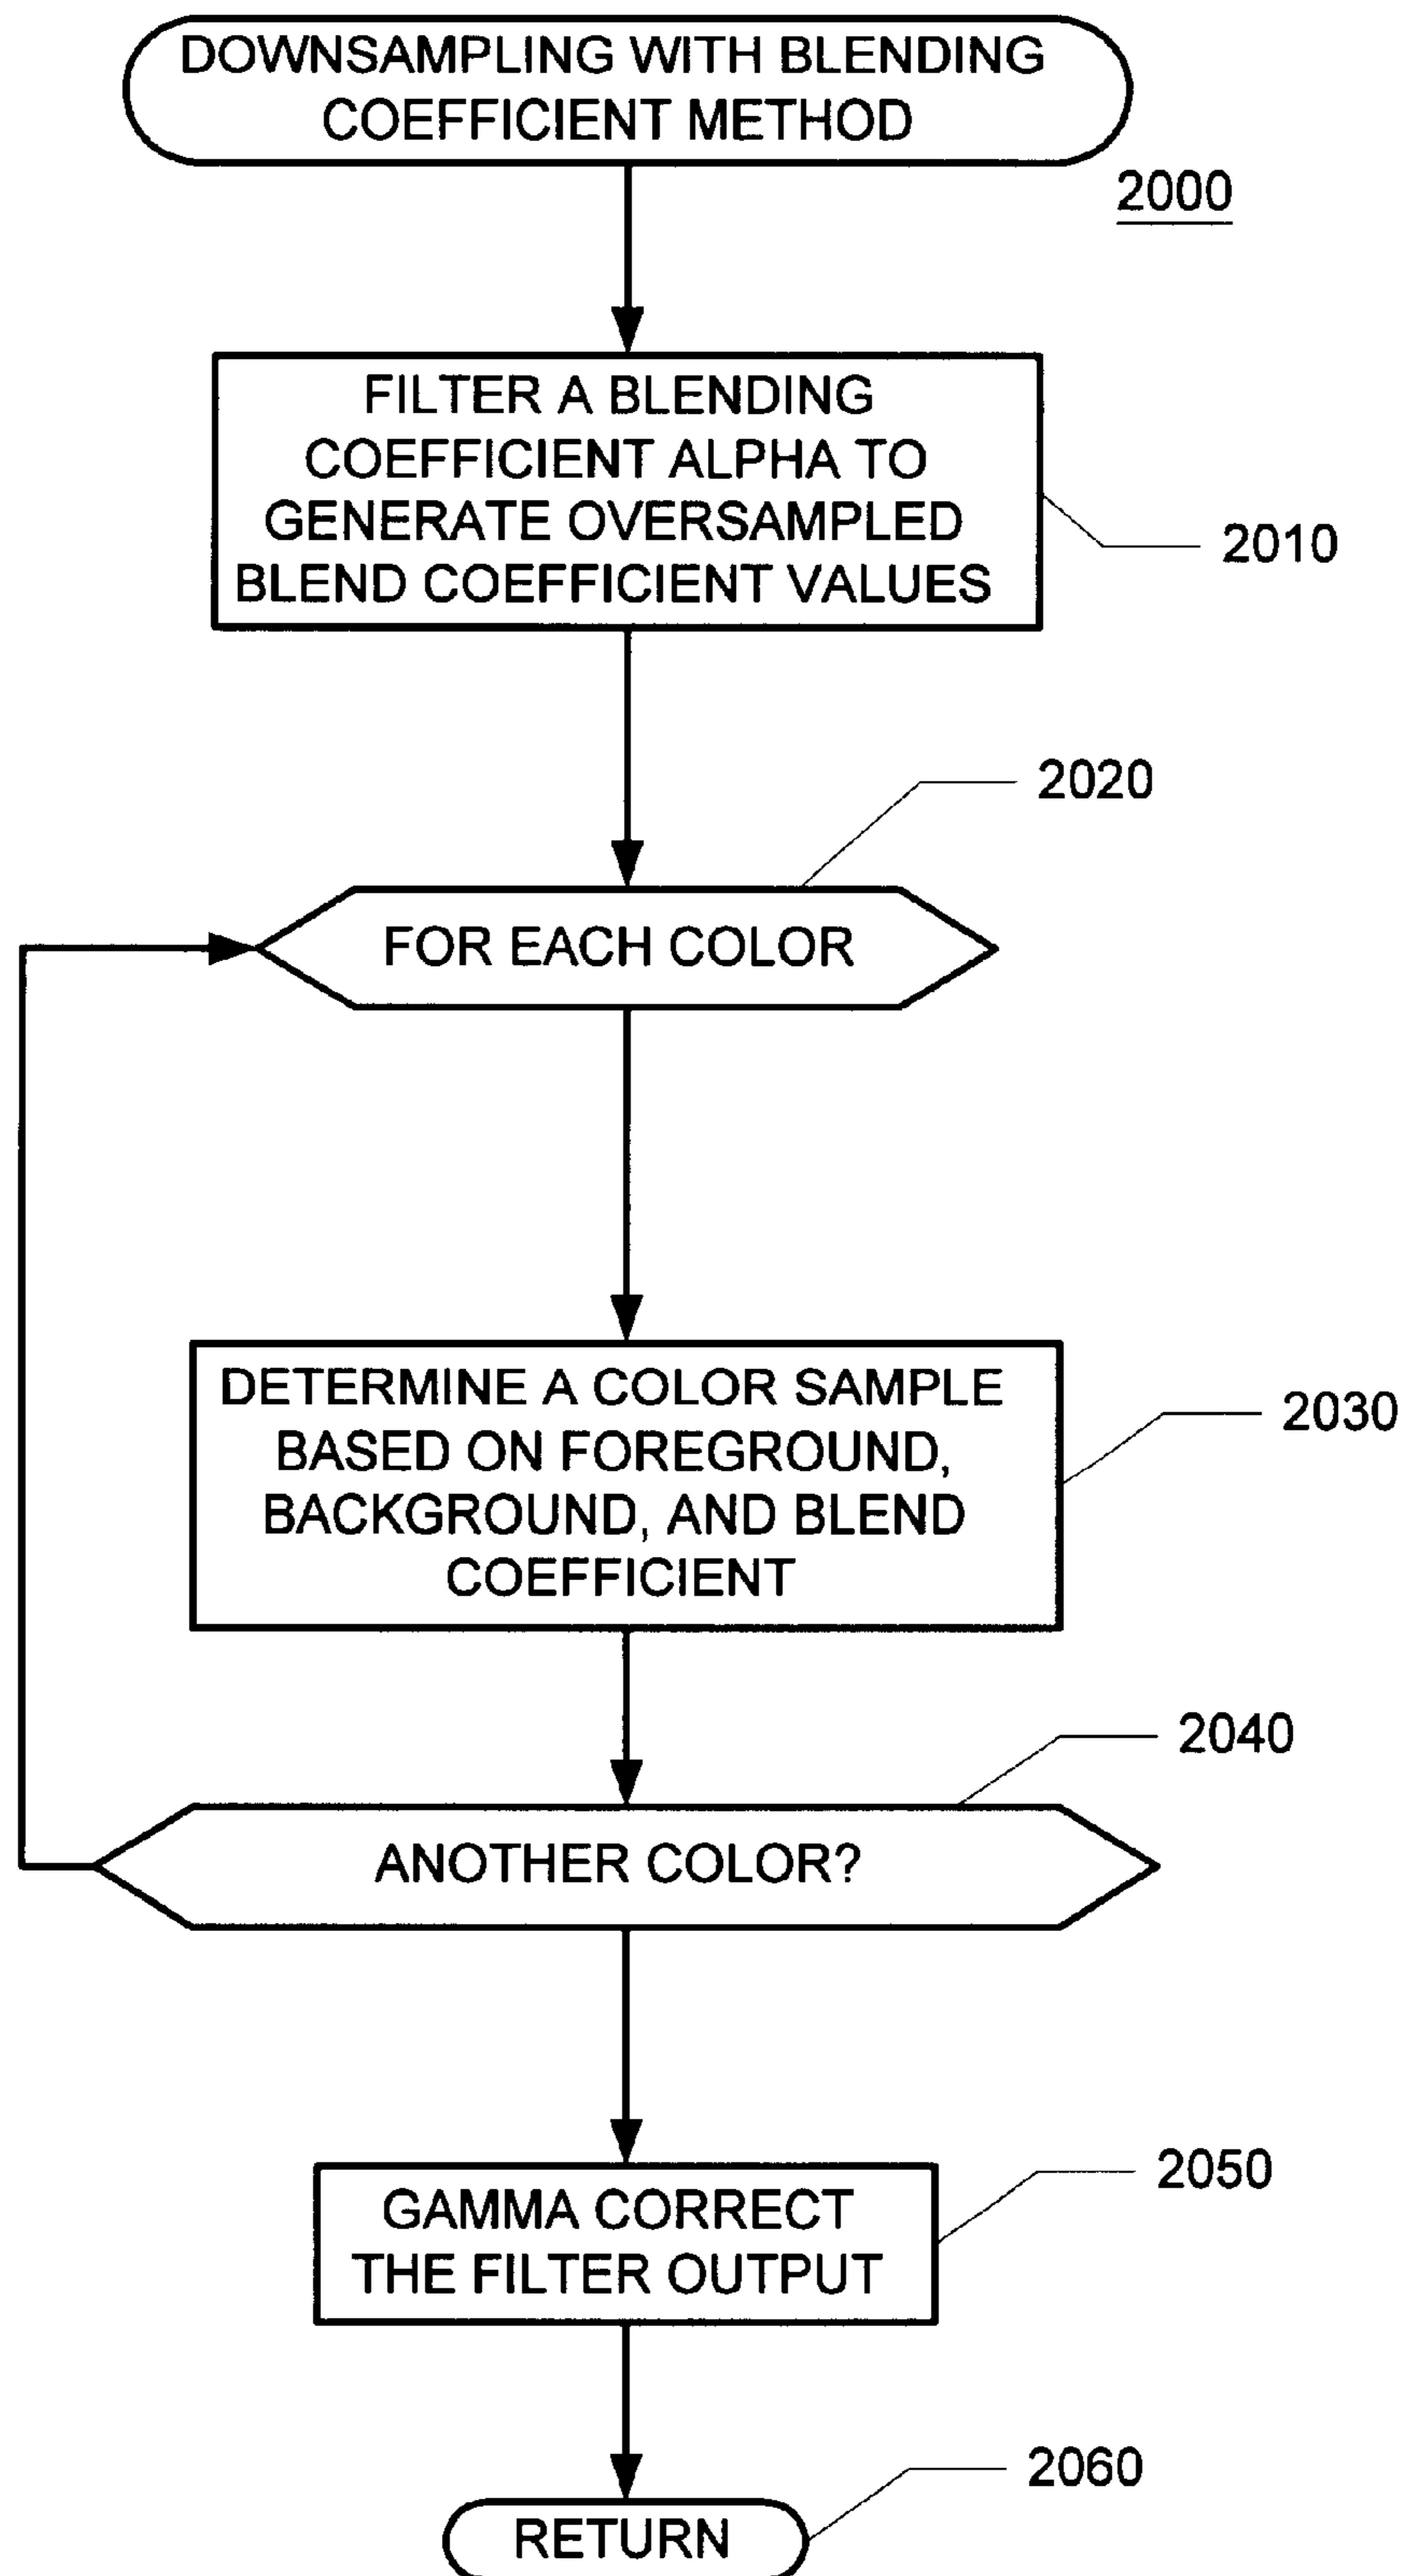 DOWNSAMPLING WITH BLENDING
COEFFICIENT METHOD
2000
FILTER A BLENDING
COEFFICIENT ALPHA TO
GENERATE OVERSAMPLED
BLEND COEFFICIENT VALUES
2010
2020
FOR EACH COLOR
DETERMINE A COLOR SAMPLE
BASED ON FOREGROUND,
BACKGROUND, AND BLEND
COEFFICIENT
2030
2040
ANOTHER COLOR?
2050
GAMMA CORRECT
THE FILTER OUTPUT
2060
RETURN